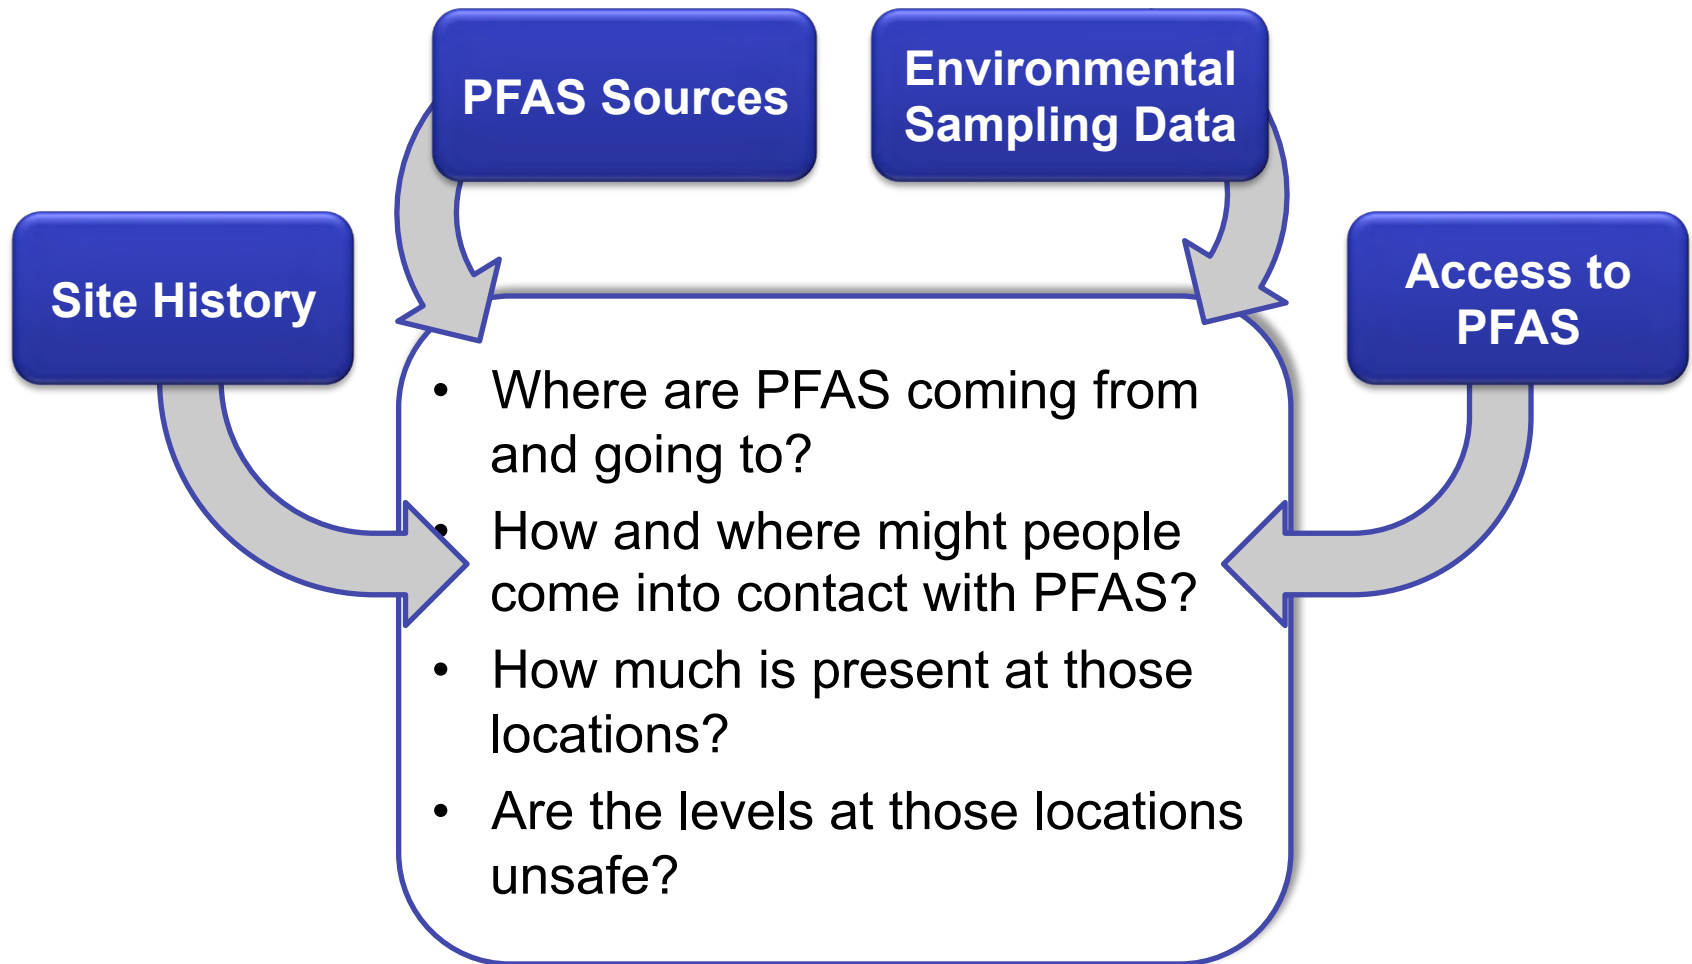 PFAS Sources
Environmental
Sampling Data
Site History
Access to
PFAS
• Where are PFAS coming from
and going to?
• How and where might people
come into contact with PFAS?
• How much is present at those
locations?
• Are the levels at those locations
unsafe?